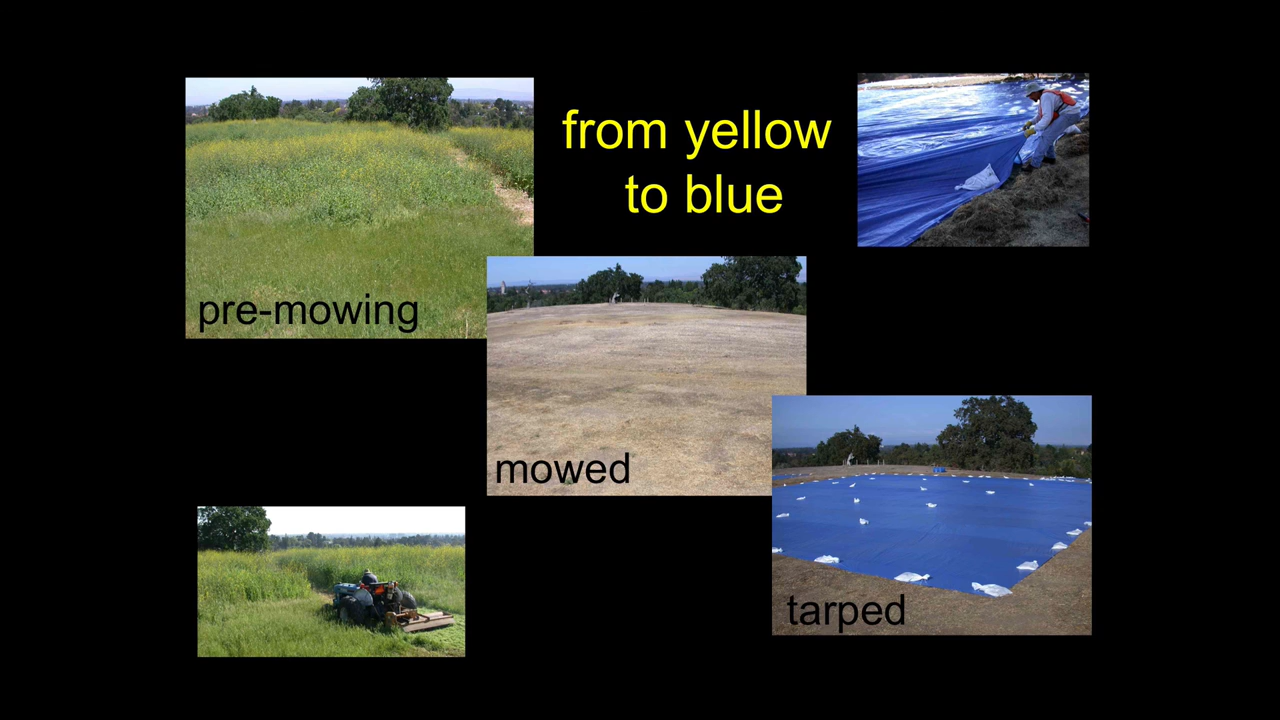 from yellow
to blue
pre-mowing
mowed
tarped